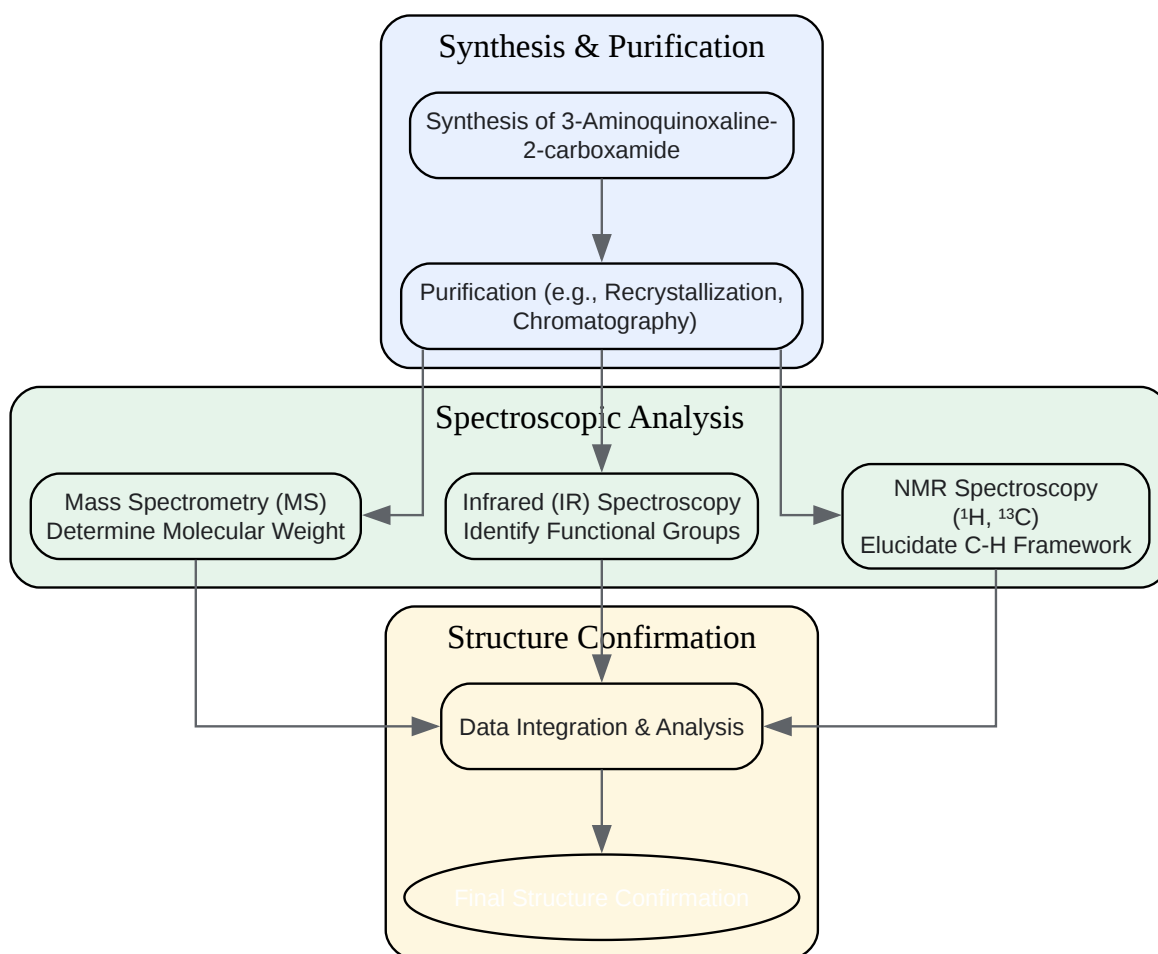 Synthesis & Purification
Synthesis of 3-Aminoquinoxaline-
2-carboxamide
Purification (e.g., Recrystallization,
Chromatography)
Spectroscopic Analysis
Mass Spectrometry (MS)
Determine Molecular Weight
Infrared (IR) Spectroscopy
Identify Functional Groups
NMR Spectroscopy
(¹H, ¹³C)
Elucidate C-H Framework
Structure Confirmation
Data Integration & Analysis
Final Structure Confirmation